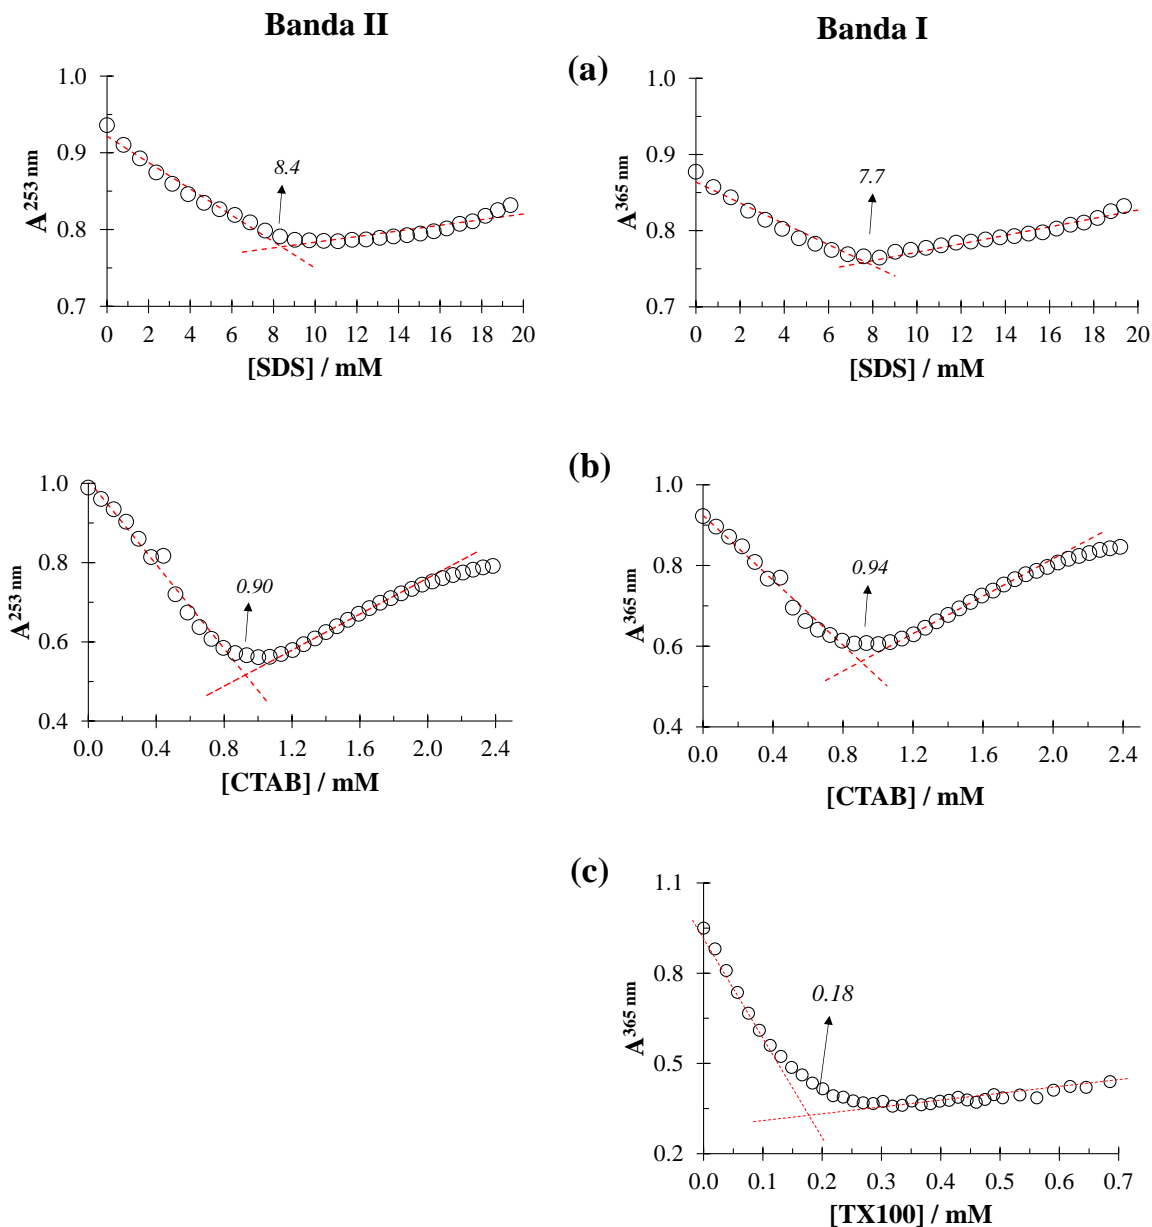 Banda II
Banda I
(a)
1.0
0.9
0.8
0.7
A253 nm
8.4
0 2 4 6 8 10 12 14 16 18 20
[SDS] / mM
1.0
0.9
0.8
0.7
A365 nm
7.7
0 2 4 6 8 10 12 14 16 18 20
[SDS] / mM
(b)
1.0
0.8
0.6
0.4
A253 nm
0.90
0.0 0.4 0.8 1.2 1.6 2.0 2.4
[CTAB] / mM
1.0
0.8
0.6
0.4
A365 nm
0.94
0.0 0.4 0.8 1.2 1.6 2.0 2.4
[CTAB] / mM
(c)
1.1
0.8
0.5
0.2
A365 nm
0.18
0.0 0.1 0.2 0.3 0.4 0.5 0.6 0.7
[TX100] / mM